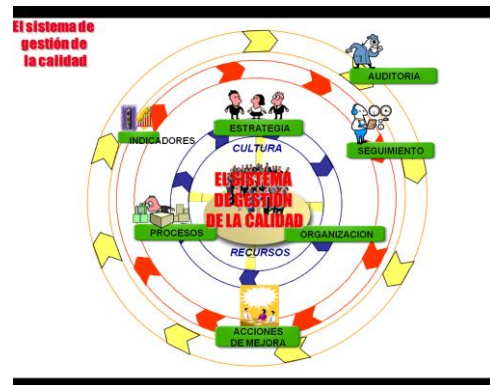 El sistema de
gestión de
la calidad
AUDITORIA
ESTRATEGIA
INDICADORES
CULTURA
SEGUIMIENTO
EL SISTEMA
DE GESTIÓN
DE LA CALIDAD
PROCESOS
ORGANIZACION
RECURSOS
ACCIONES
DE MEJORA